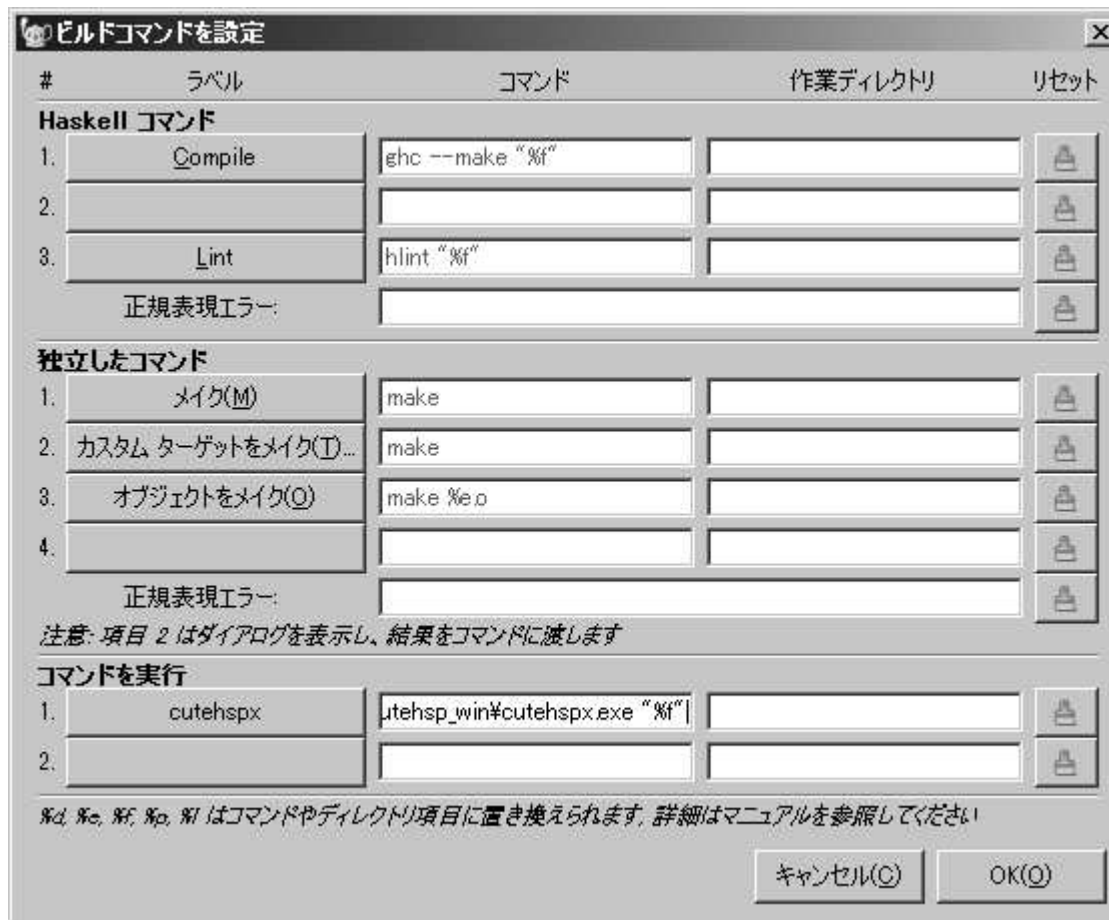 ビルドコマンドを設定
# ラベル コマンド 作業ディレクトリ リセット
Haskell コマンド
1. Compile ghc --make "%f"
2.
3. Lint hlint "%f"
正規表現エラー:
独立したコマンド
1. メイク(M) make
2. カスタム ターゲットをメイク(T)... make
3. オブジェクトをメイク(O) make %e.o
4.
正規表現エラー:
注意: 項目 2 はダイアログを表示し、結果をコマンドに渡します
コマンドを実行
1. cutehspx utehsp_win¥cutehspx.exe "%f"
2.
%d, %e, %f, %p, %l はコマンドやディレクトリ項目に置き換えられます, 詳細はマニュアルを参照してください
キャンセル(C) OK(O)